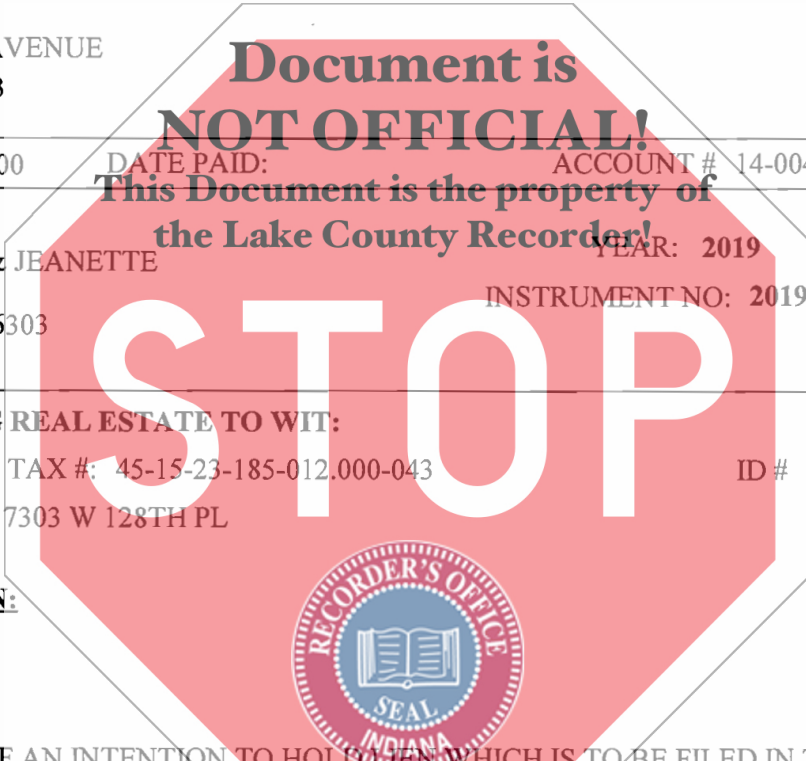 AVENUE
Document is
NOT OFFICIAL!
00 DATE PAID: ACCOUNT # 14-004
This Document is the property of
the Lake County Recorder!
& JEANETTE YEAR: 2019
INSTRUMENT NO: 2019
6303
STOP
REAL ESTATE TO WIT:
TAX #: 45-15-23-185-012.000-043 ID #
7303 W 128TH PL
RECORDER'S OFFICE
SEAL
INDIANA
N:
AN INTENTION TO HOLD LIEN WHICH IS TO BE FILED IN